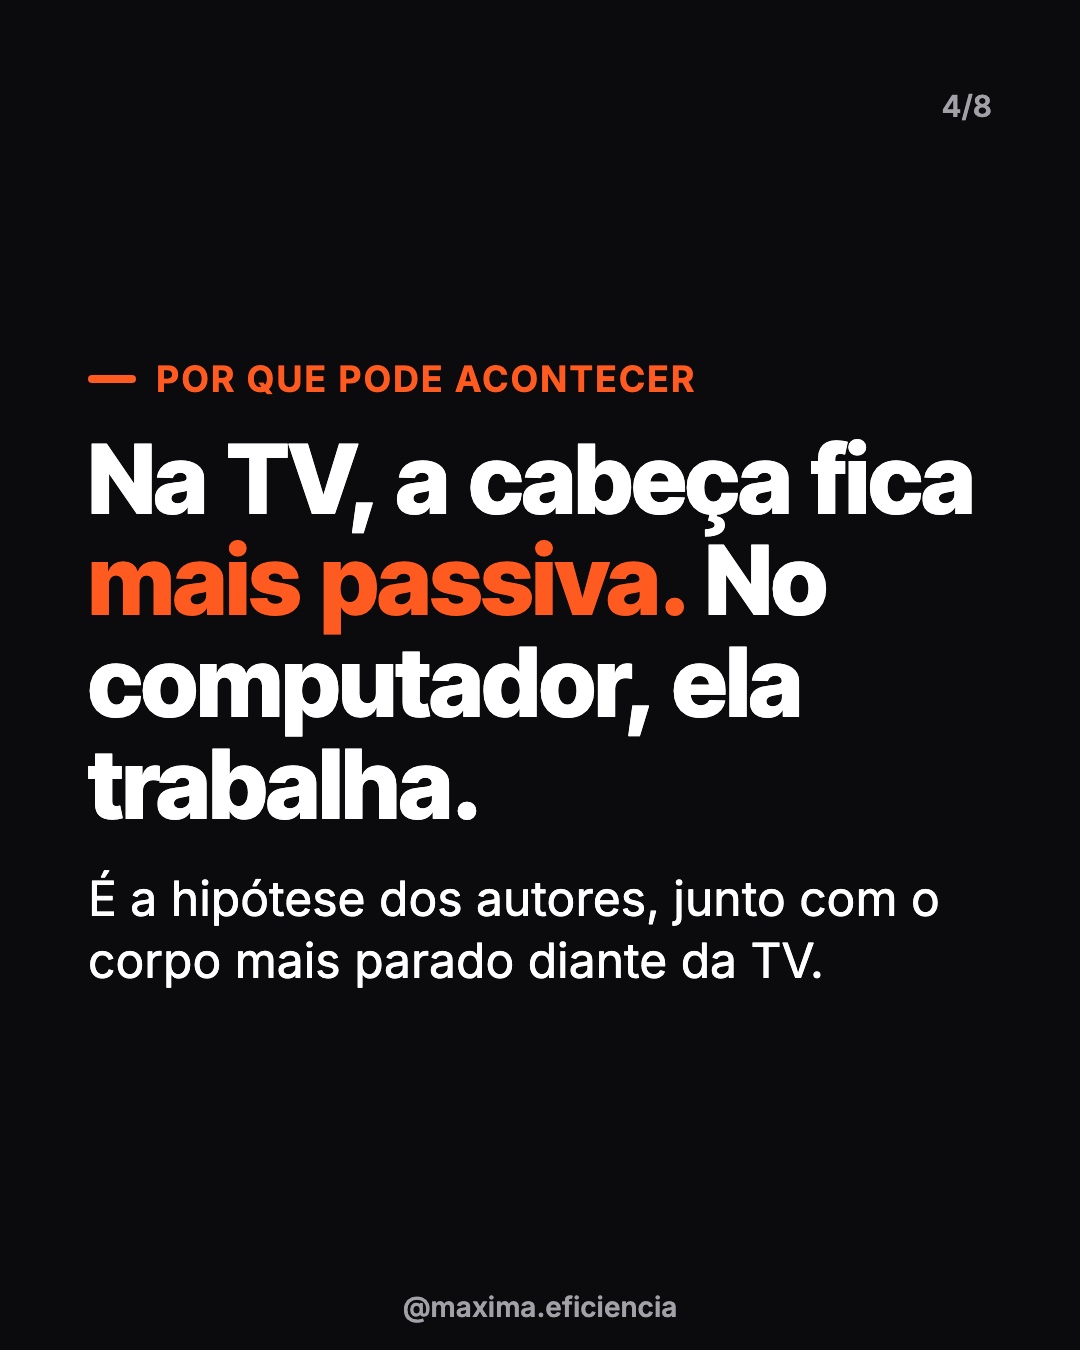 4/8
POR QUE PODE ACONTECER
Na TV, a cabeça fica
mais passiva. No
computador, ela
trabalha.
É a hipótese dos autores, junto com o
corpo mais parado diante da TV.
@maxima.eficiencia